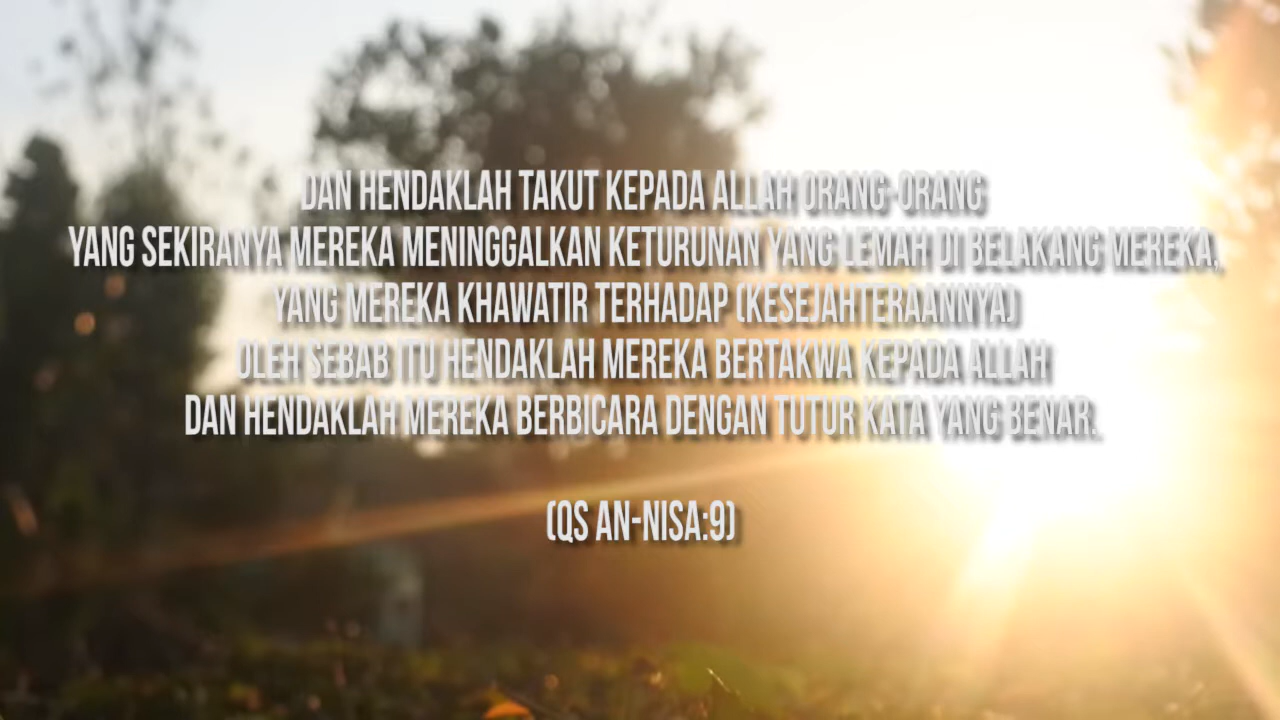 DAN HENDAKLAH TAKUT KEPADA ALLAH ORANG-ORANG
YANG SEKIRANYA MEREKA MENINGGALKAN KETURUNAN YANG LEMAH DI BELAKANG MEREKA,
YANG MEREKA KHAWATIR TERHADAP (KESEJAHTERAANNYA)
OLEH SEBAB ITU HENDAKLAH MEREKA BERTAKWA KEPADA ALLAH
DAN HENDAKLAH MEREKA BERBICARA DENGAN TUTUR KATA YANG BENAR.
(QS AN-NISA:9)